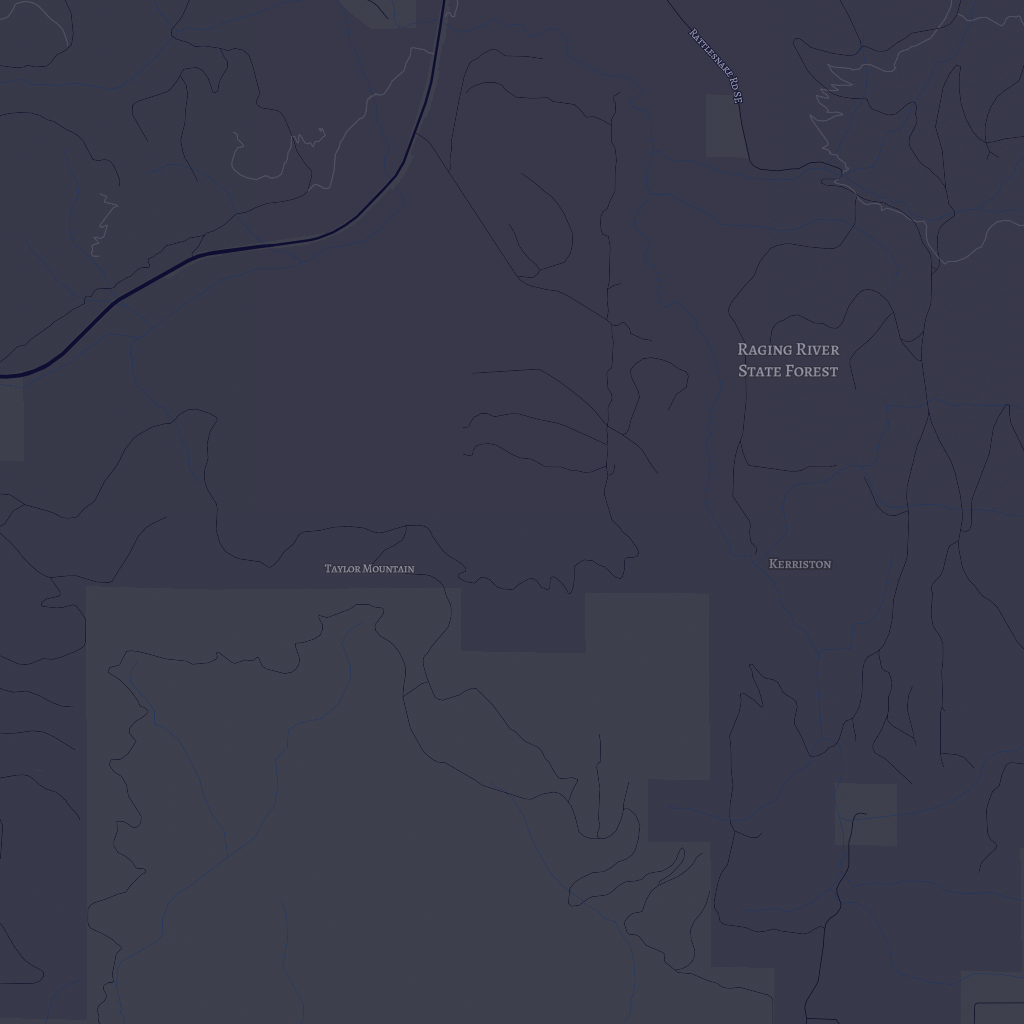 Rattlesnake Rd SE
Raging River
State Forest
Kerriston
Taylor Mountain